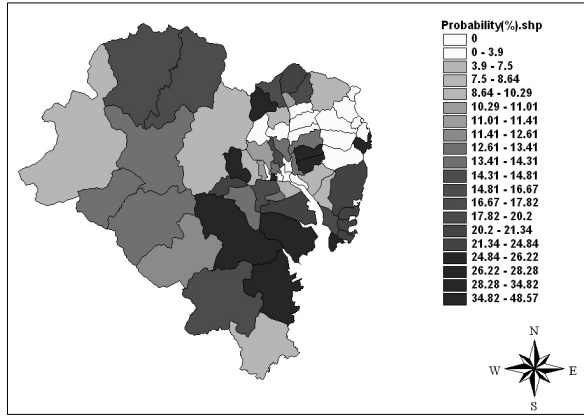 Probability(%).shp
0
0 - 3.9
3.9 - 7.5
7.5 - 8.64
8.64 - 10.29
10.29 - 11.01
11.01 - 11.41
11.41 - 12.61
12.61 - 13.41
13.41 - 14.31
14.31 - 14.81
14.81 - 16.67
16.67 - 17.82
17.82 - 20.2
20.2 - 21.34
21.34 - 24.84
24.84 - 26.22
26.22 - 28.28
28.28 - 34.82
34.82 - 48.57
N
W E
S